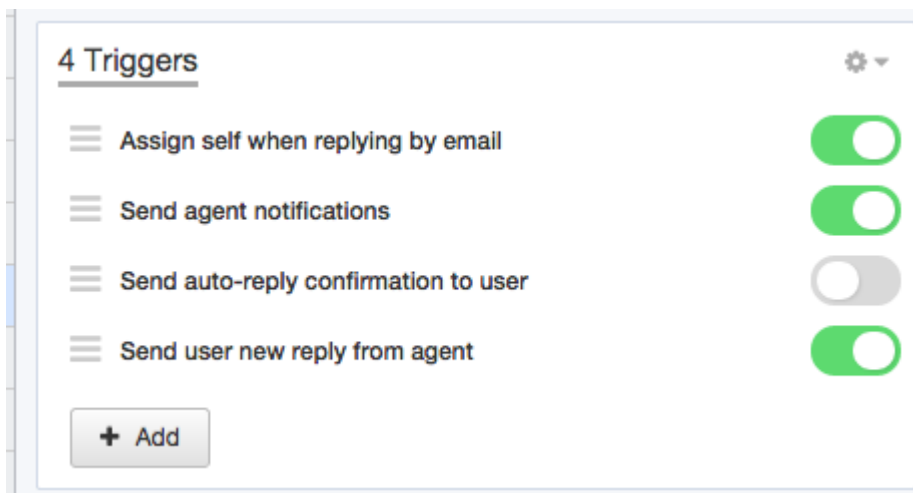 4 Triggers
Assign self when replying by email
Send agent notifications
Send auto-reply confirmation to user
Send user new reply from agent
+ Add